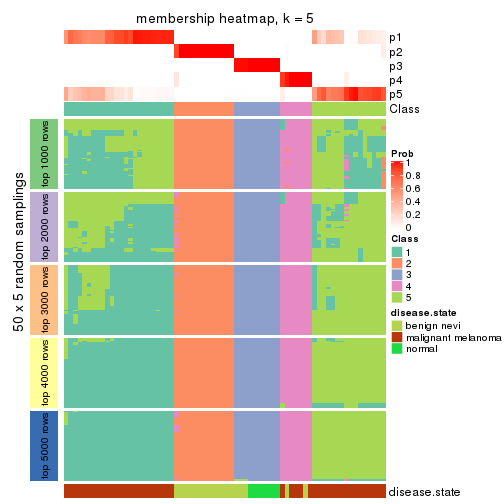 membership heatmap, k = 5
p1
p2
p3
p4
p5
Class
50 x 5 random samplings
top 1000 rows
top 2000 rows
top 3000 rows
top 4000 rows
top 5000 rows
Prob
1
0.8
0.6
0.4
0.2
0
Class
1
2
3
4
5
disease.state
benign nevi
malignant melanoma
normal
disease.state